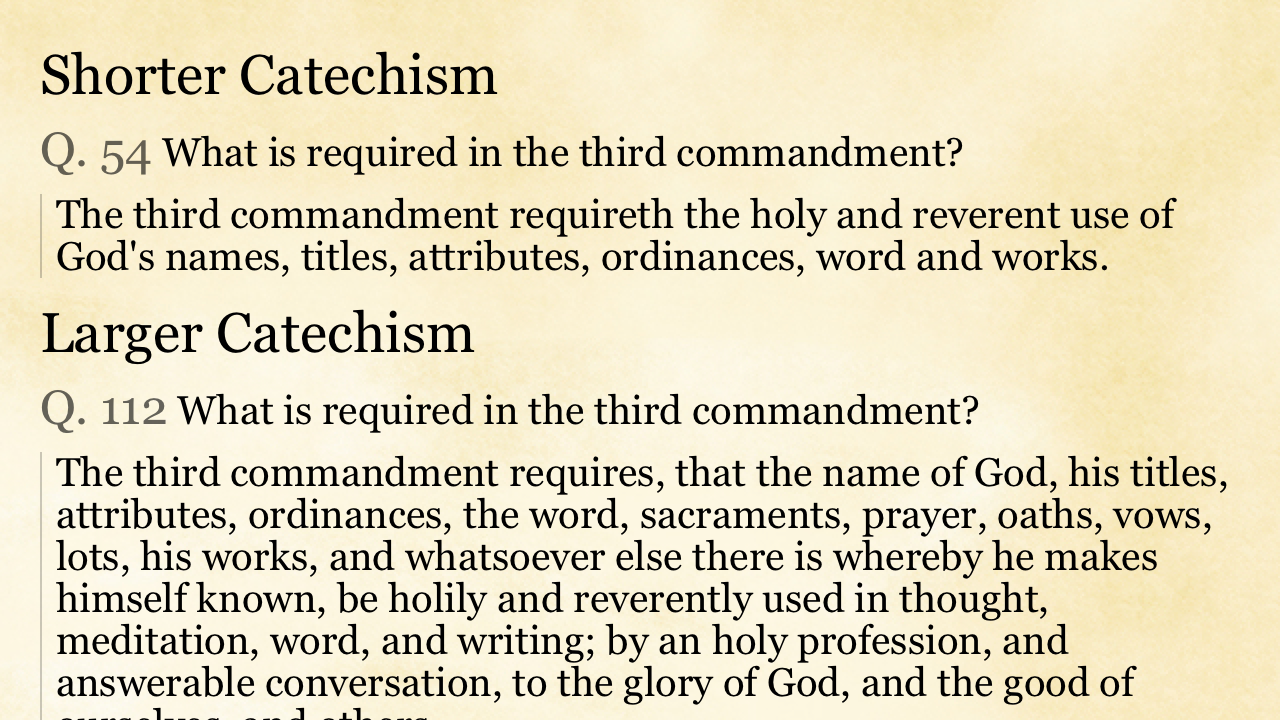 Shorter Catechism
Q. 54 What is required in the third commandment?
The third commandment requireth the holy and reverent use of
God's names, titles, attributes, ordinances, word and works.
Larger Catechism
Q. 112 What is required in the third commandment?
The third commandment requires, that the name of God, his titles,
attributes, ordinances, the word, sacraments, prayer, oaths, vows,
lots, his works, and whatsoever else there is whereby he makes
himself known, be holily and reverently used in thought,
meditation, word, and writing; by an holy profession, and
answerable conversation, to the glory of God, and the good of
ourselves, and others.